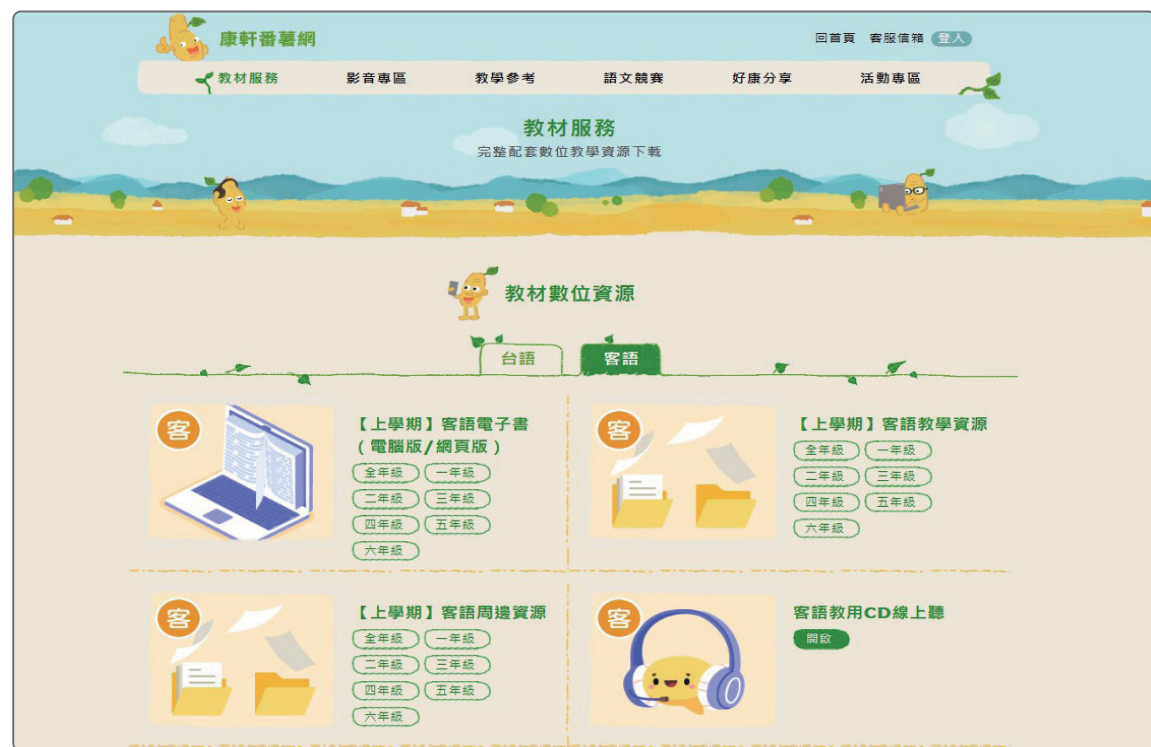 康軒番薯網
回首頁 客服信箱 登入
教材服務 影音專區 教學參考 語文競賽 好康分享 活動專區
教材服務
完整配套數位教學資源下載
教材數位資源
台語 客語
客
【上學期】客語電子書
(電腦版/網頁版)
全年級 一年級
二年級 三年級
四年級 五年級
六年級
客
【上學期】客語教學資源
全年級 一年級
二年級 三年級
四年級 五年級
六年級
客
【上學期】客語周邊資源
全年級 一年級
二年級 三年級
四年級 五年級
六年級
客
客語教用CD線上聽
開啟